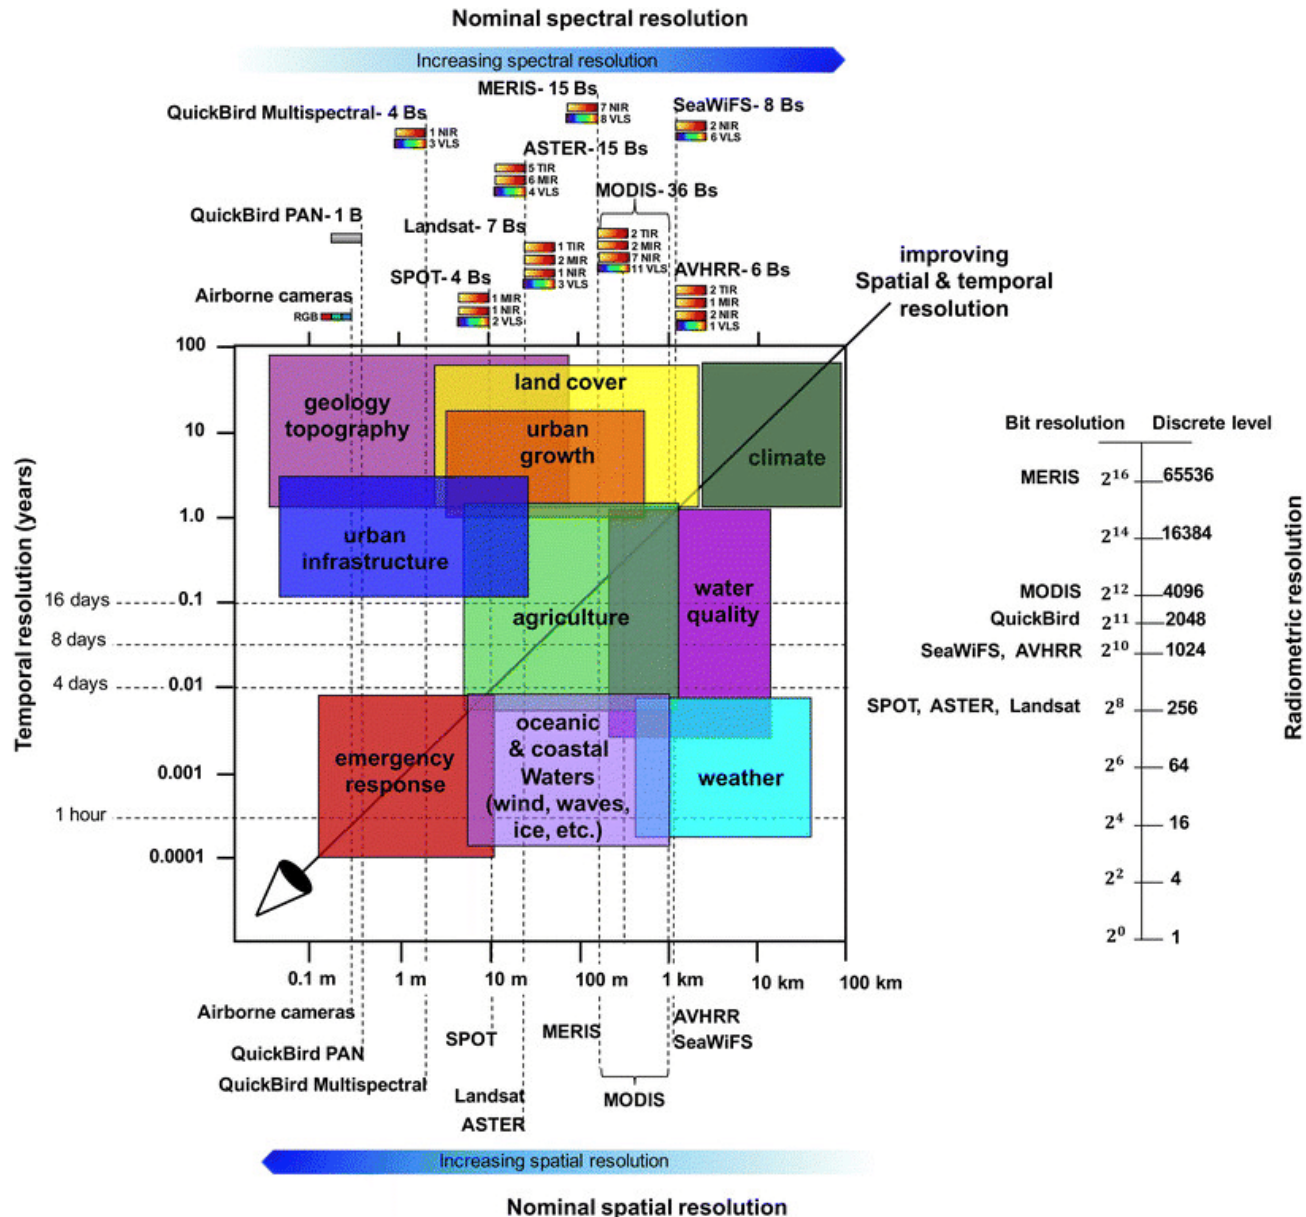 Nominal spectral resolution
Increasing spectral resolution
MERIS- 15 Bs
7 NIR
8 VLS
SeaWiFS- 8 Bs
2 NIR
6 VLS
QuickBird Multispectral- 4 Bs
1 NIR
3 VLS
ASTER- 15 Bs
5 TIR
6 MIR
4 VLS
MODIS- 36 Bs
2 TIR
2 MIR
7 NIR
11 VLS
QuickBird PAN- 1 B
Landsat- 7 Bs
1 TIR
2 MIR
1 NIR
3 VLS
SPOT- 4 Bs
1 MIR
1 NIR
2 VLS
AVHRR- 6 Bs
2 TIR
1 MIR
2 NIR
1 VLS
Airborne cameras
RGB
improving
Spatial & temporal
resolution
Temporal resolution (years)
100
10
1.0
16 days
0.1
8 days
4 days
0.01
0.001
1 hour
0.0001
geology
topography
land cover
urban
growth
climate
urban
infrastructure
agriculture
water
quality
emergency
response
oceanic
& coastal
Waters
(wind, waves,
ice, etc.)
weather
0.1 m
1 m
10 m
100 m
1 km
10 km
100 km
Airborne cameras
QuickBird PAN
QuickBird Multispectral
SPOT
Landsat
ASTER
MERIS
MODIS
AVHRR
SeaWiFS
Increasing spatial resolution
Nominal spatial resolution
Bit resolution Discrete level
MERIS 2¹⁶ 65536
2¹⁴ 16384
MODIS 2¹² 4096
QuickBird 2¹¹ 2048
SeaWiFS, AVHRR 2¹⁰ 1024
SPOT, ASTER, Landsat 2⁸ 256
2⁶ 64
2⁴ 16
2² 4
2⁰ 1
Radiometric resolution